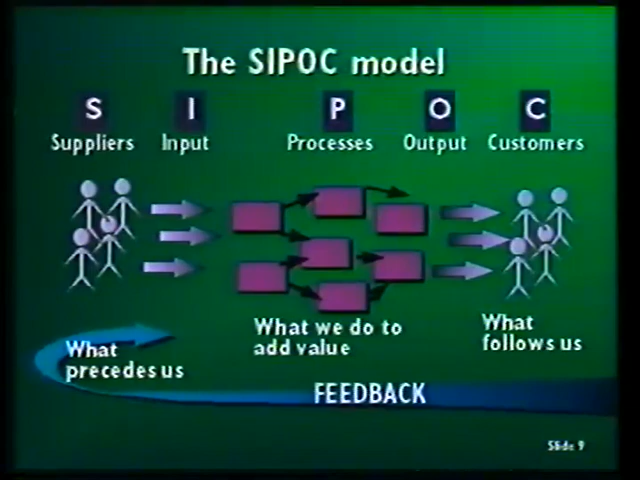 The SIPOC model
S I P O C
Suppliers Input Processes Output Customers
What we do to
add value
What
follows us
What
precedes us
FEEDBACK
Slide 9